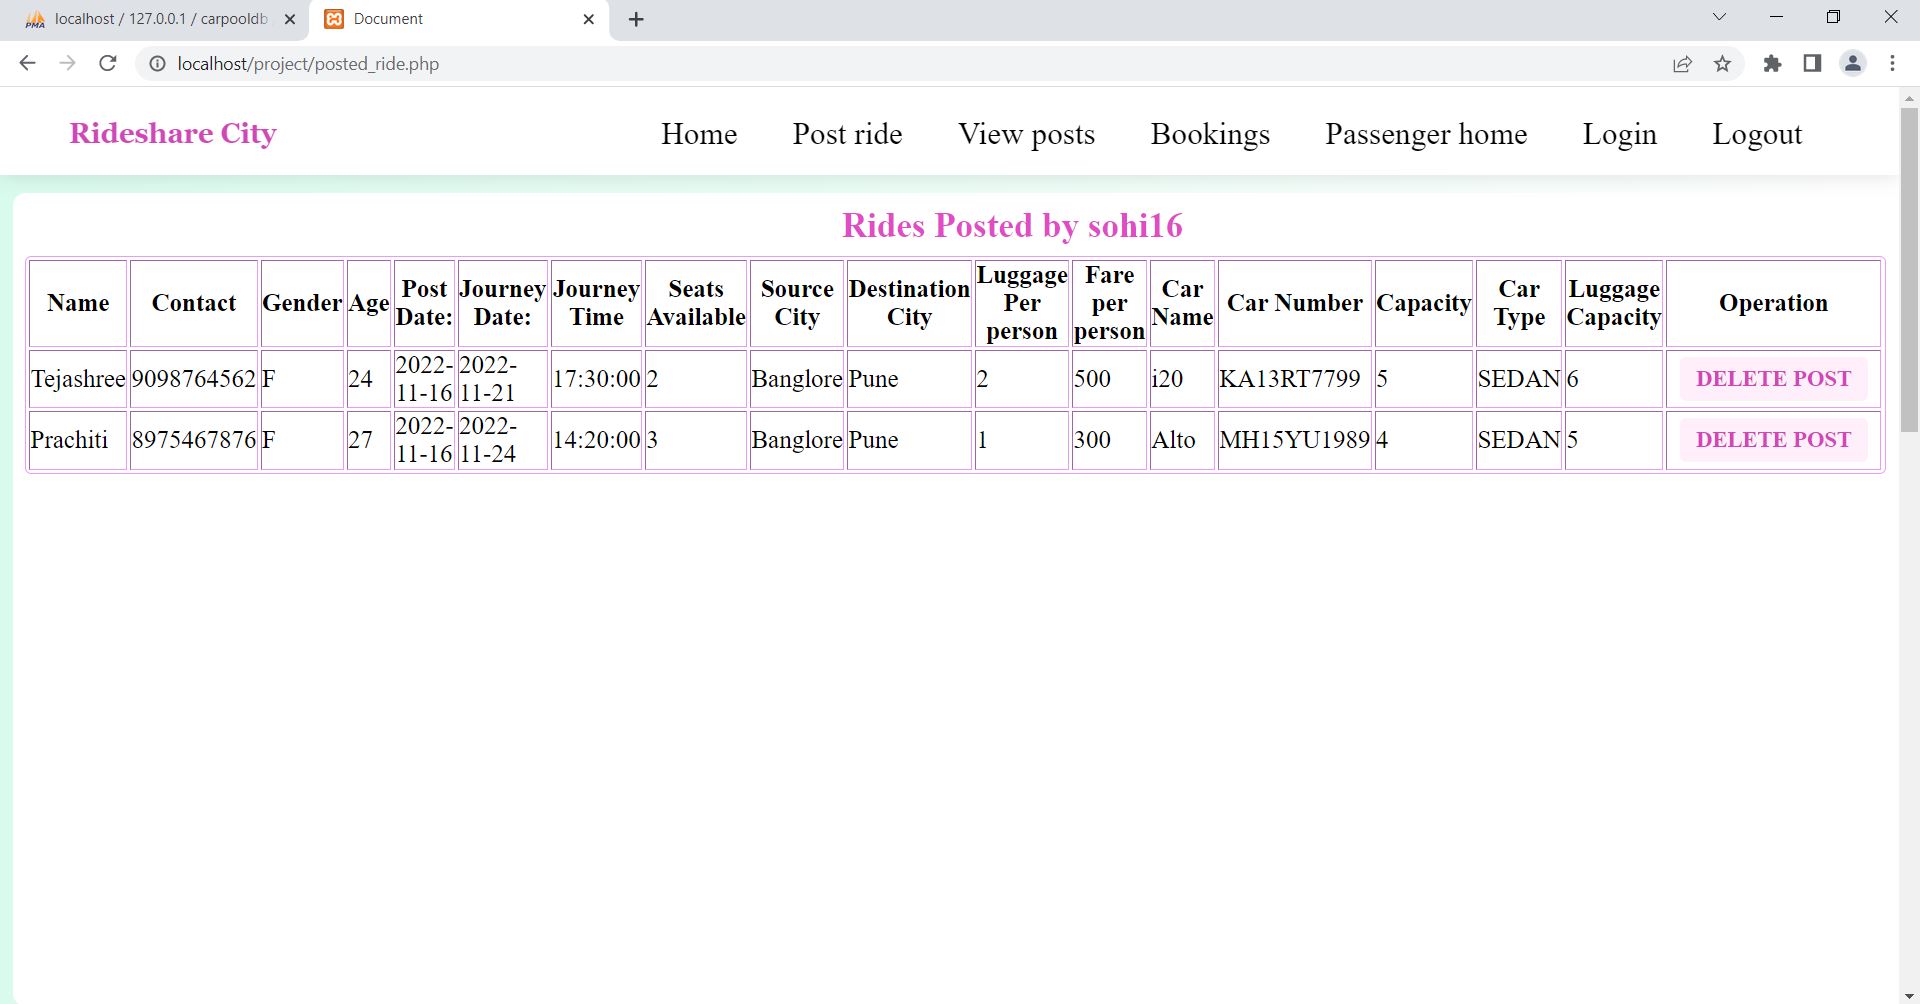 localhost / 127.0.0.1 / carpooldb
Document
localhost/project/posted_ride.php
Rideshare City
Home Post ride View posts Bookings Passenger home Login Logout
Rides Posted by sohi16
Name Contact Gender Age Post Date: Journey Date: Journey Time Seats Available Source City Destination City Luggage Per person Fare per person Car Name Car Number Capacity Car Type Luggage Capacity Operation
Tejashree 9098764562 F 24 2022-11-16 2022-11-21 17:30:00 2 Banglore Pune 2 500 i20 KA13RT7799 5 SEDAN 6 DELETE POST
Prachiti 8975467876 F 27 2022-11-16 2022-11-24 14:20:00 3 Banglore Pune 1 300 Alto MH15YU1989 4 SEDAN 5 DELETE POST